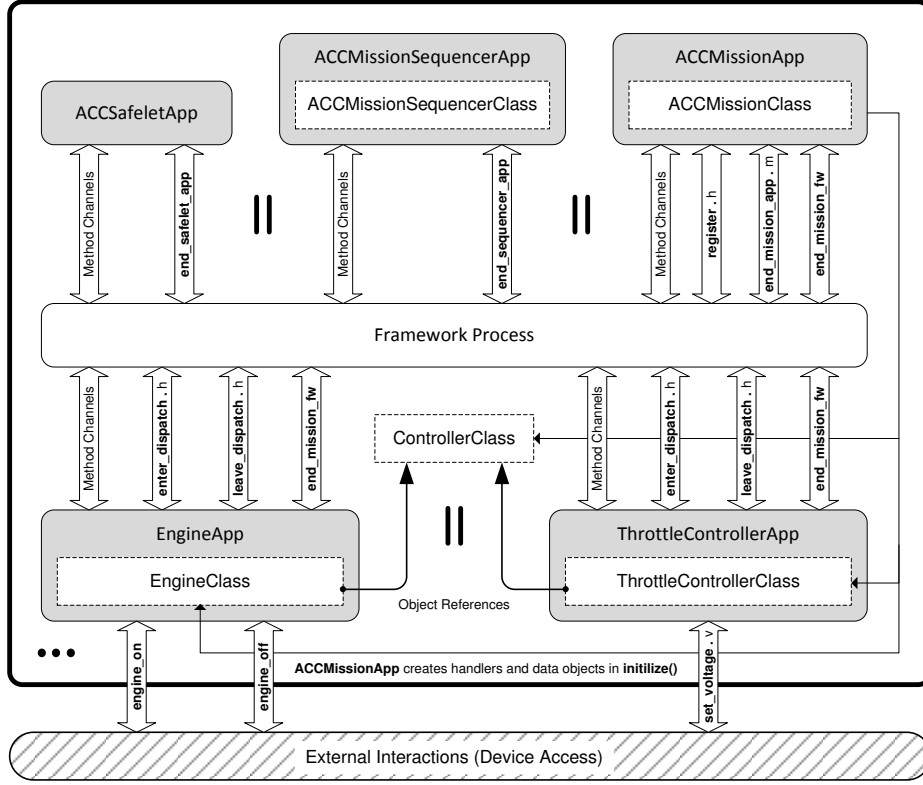 ACCSafeletApp
ACCMissionSequencerApp
ACCMissionSequencerClass
ACCMissionApp
ACCMissionClass
Method Channels
end_safelet_app
Method Channels
end_sequencer_app
Method Channels
register . h
end_mission_app . m
end_mission_fw
Framework Process
Method Channels
enter_dispatch . h
leave_dispatch . h
end_mission_fw
ControllerClass
Method Channels
enter_dispatch . h
leave_dispatch . h
end_mission_fw
EngineApp
EngineClass
Object References
ThrottleControllerApp
ThrottleControllerClass
ACCMissionApp creates handlers and data objects in initilize()
engine_on
engine_off
set_voltage . v
External Interactions (Device Access)